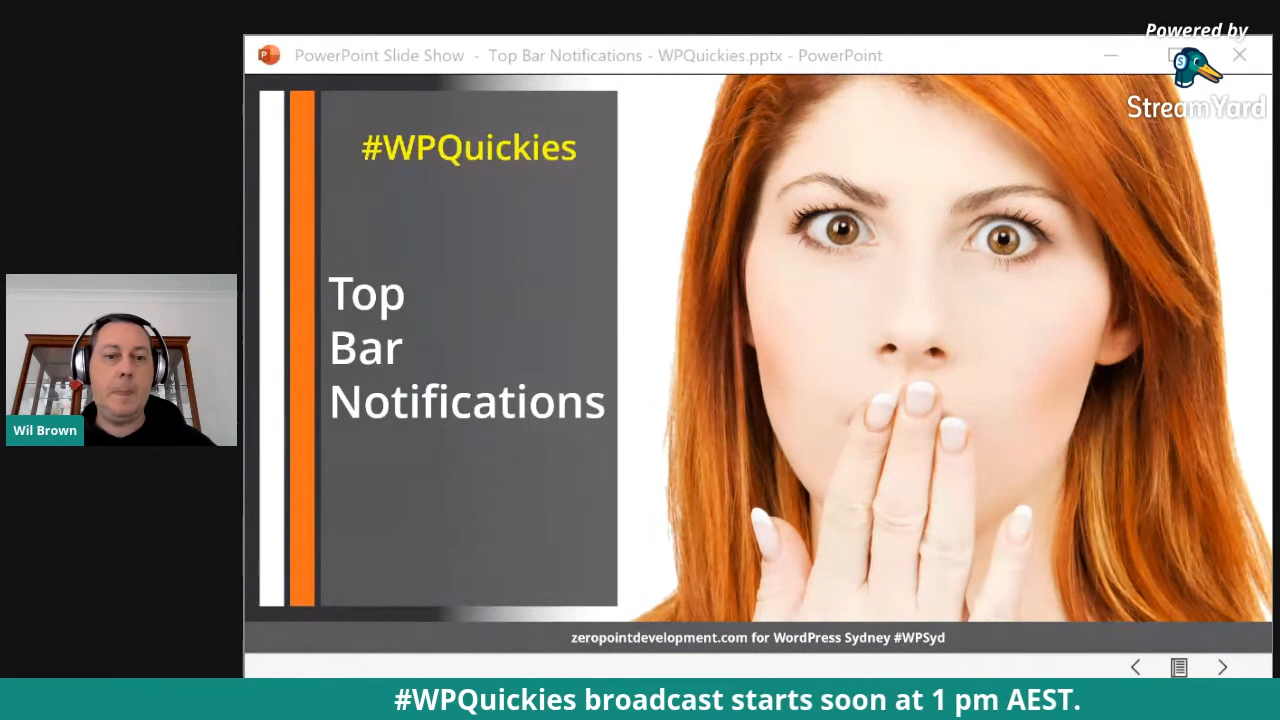 Powered by
StreamYard
PowerPoint Slide Show - Top Bar Notifications - WPQuickies.pptx - PowerPoint
#WPQuickies
Top
Bar
Notifications
Wil Brown
zeropointdevelopment.com for WordPress Sydney #WPSyd
#WPQuickies broadcast starts soon at 1 pm AEST.